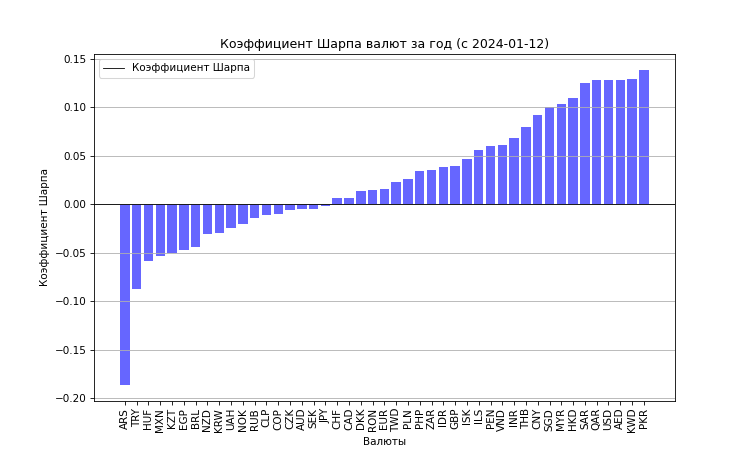 Коэффициент Шарпа валют за год (с 2024-01-12)
Коэффициент Шарпа
Коэффициент Шарпа
0.15
0.10
0.05
0.00
−0.05
−0.10
−0.15
−0.20
ARS TRY HUF MXN KZT EGP BRL NZD KRW UAH NOK RUB CLP COP CZK AUD SEK JPY CHF CAD DKK RON EUR TWD PLN PHP ZAR IDR GBP ISK ILS PEN VND INR THB CNY SGD MYR HKD SAR QAR USD AED KWD PKR
Валюты